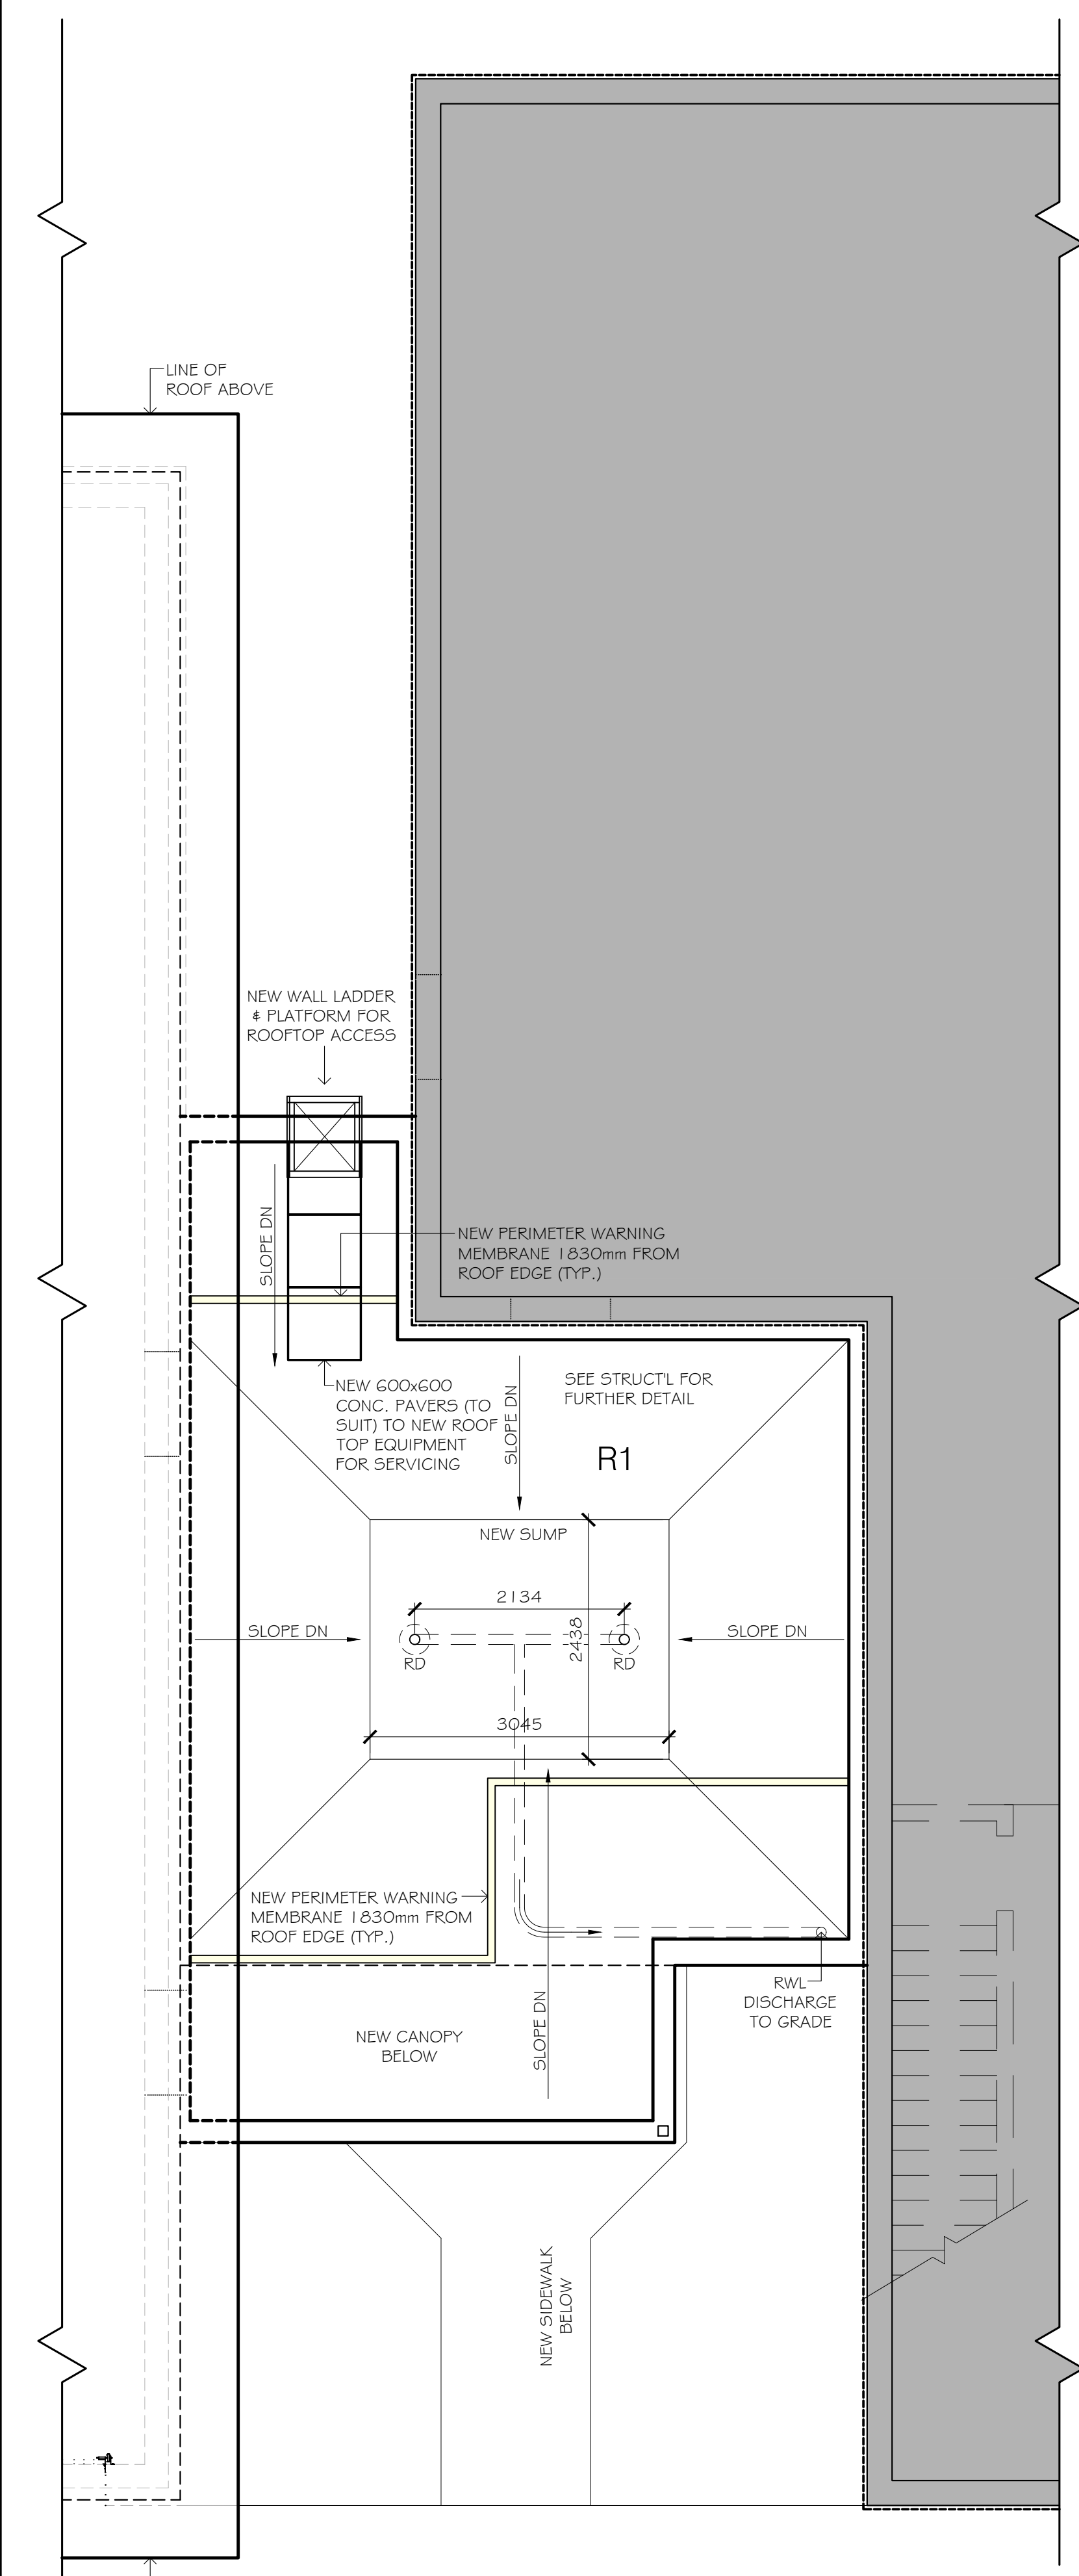 LINE OF
ROOF ABOVE
NEW WALL LADDER
& PLATFORM FOR
ROOFTOP ACCESS
SLOPE DN
NEW PERIMETER WARNING
MEMBRANE 1830mm FROM
ROOF EDGE (TYP.)
NEW 600x600
CONC. PAVERS (TO
SUIT) TO NEW ROOF
TOP EQUIPMENT
FOR SERVICING
SLOPE DN
SEE STRUCT'L FOR
FURTHER DETAIL
R1
NEW SUMP
2134
2438
SLOPE DN
SLOPE DN
RD
RD
3045
NEW PERIMETER WARNING
MEMBRANE 1830mm FROM
ROOF EDGE (TYP.)
RWL
DISCHARGE
TO GRADE
SLOPE DN
NEW CANOPY
BELOW
NEW SIDEWALK
BELOW